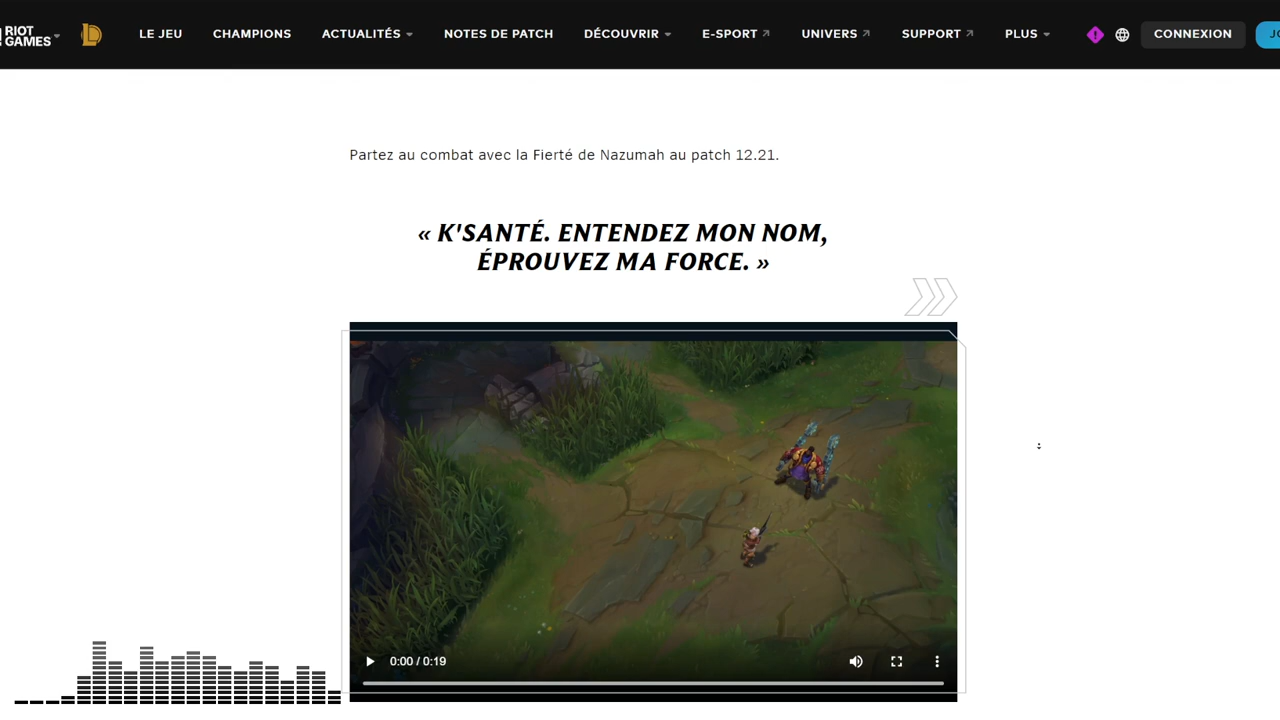 RIOT GAMES
LE JEU
CHAMPIONS
ACTUALITÉS
NOTES DE PATCH
DÉCOUVRIR
E-SPORT
UNIVERS
SUPPORT
PLUS
CONNEXION
JO
Partez au combat avec la Fierté de Nazumah au patch 12.21.
« K'SANTÉ. ENTENDEZ MON NOM,
ÉPROUVEZ MA FORCE. »
0:00 / 0:19